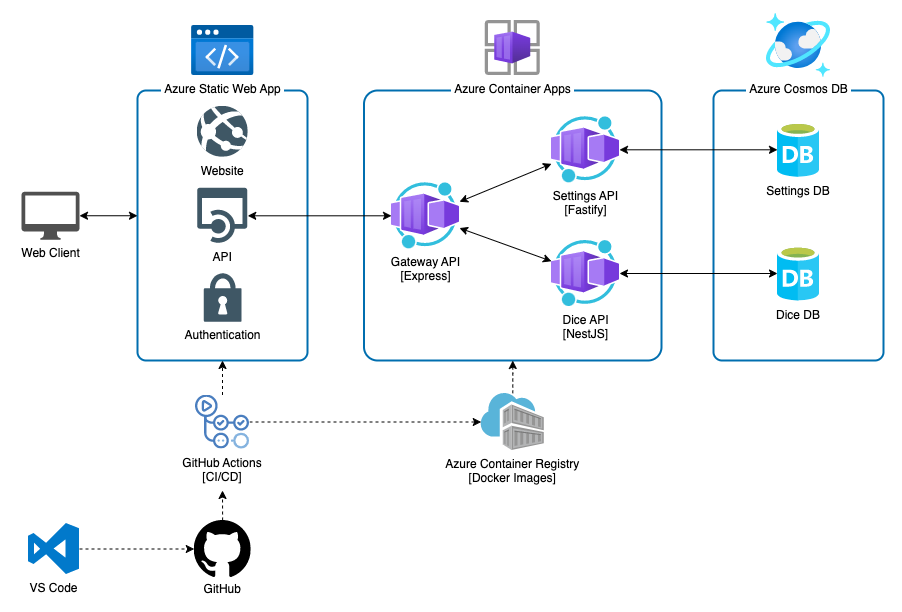 Azure Static Web App
Azure Container Apps
Azure Cosmos DB
Website
Settings API
[Fastify]
DB
Settings DB
Web Client
API
Gateway API
[Express]
Authentication
Dice API
[NestJS]
DB
Dice DB
GitHub Actions
[CI/CD]
Azure Container Registry
[Docker Images]
VS Code
GitHub